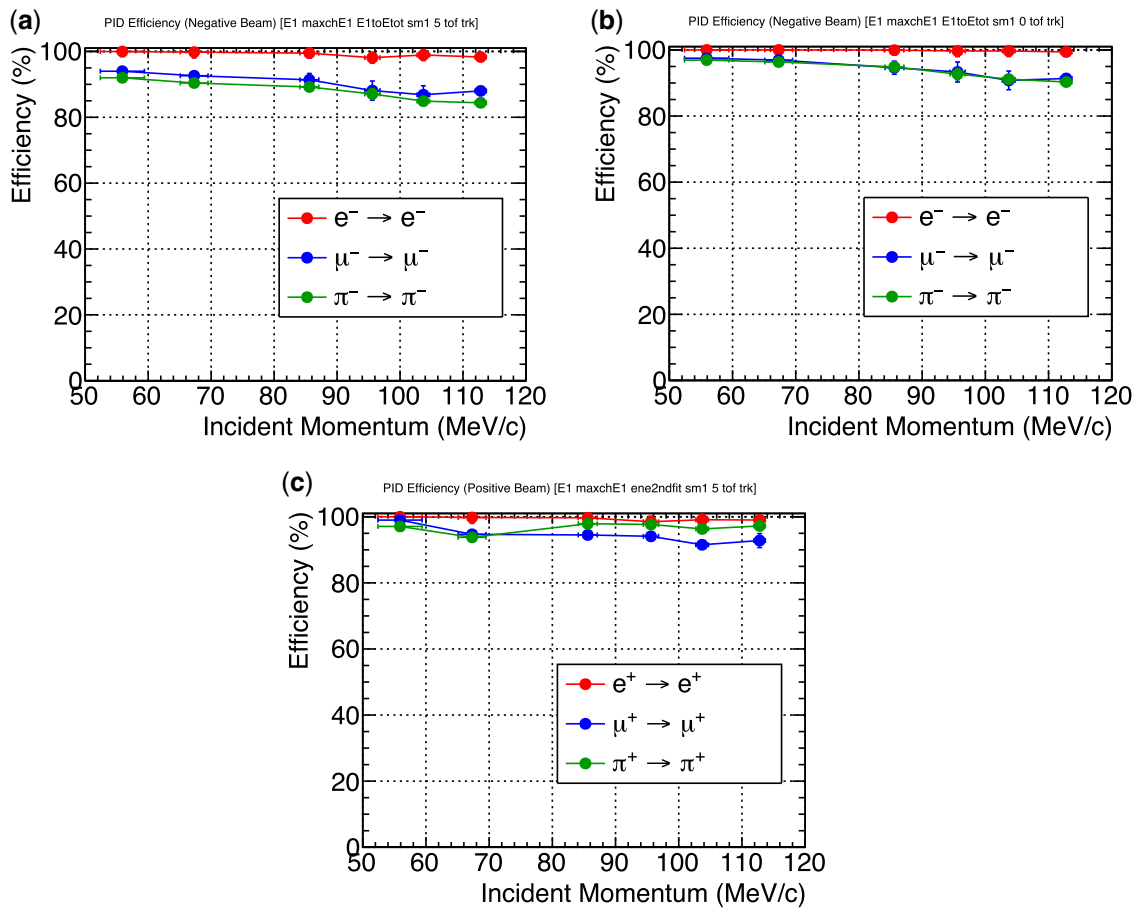 (a)
PID Efficiency (Negative Beam) [E1 maxchE1 E1toEtot sm1 5 tof trk]
Efficiency (%)
100
80
60
40
20
0
e⁻ → e⁻
μ⁻ → μ⁻
π⁻ → π⁻
50 60 70 80 90 100 110 120
Incident Momentum (MeV/c)
(b)
PID Efficiency (Negative Beam) [E1 maxchE1 E1toEtot sm1 0 tof trk]
Efficiency (%)
100
80
60
40
20
0
e⁻ → e⁻
μ⁻ → μ⁻
π⁻ → π⁻
50 60 70 80 90 100 110 120
Incident Momentum (MeV/c)
(c)
PID Efficiency (Positive Beam) [E1 maxchE1 ene2ndfit sm1 5 tof trk]
Efficiency (%)
100
80
60
40
20
0
e⁺ → e⁺
μ⁺ → μ⁺
π⁺ → π⁺
50 60 70 80 90 100 110 120
Incident Momentum (MeV/c)